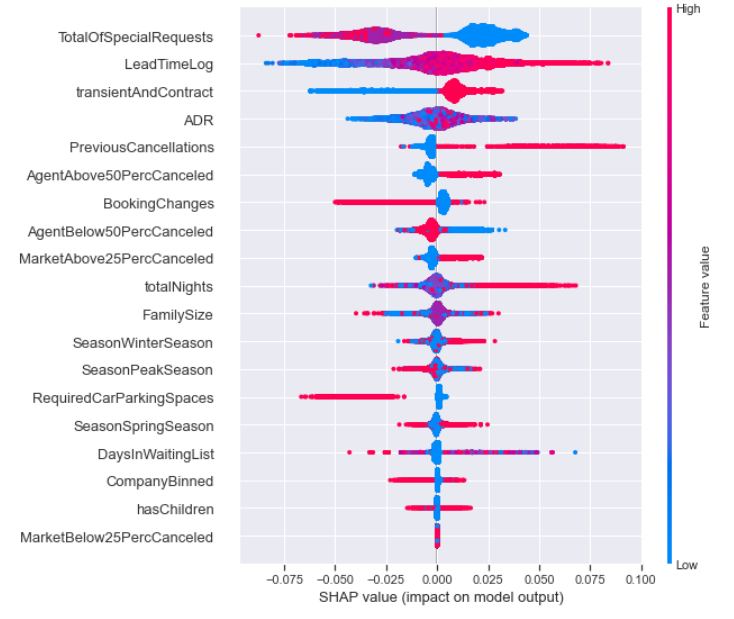 High
TotalOfSpecialRequests
LeadTimeLog
transientAndContract
ADR
PreviousCancellations
AgentAbove50PercCanceled
BookingChanges
AgentBelow50PercCanceled
MarketAbove25PercCanceled
totalNights
FamilySize
SeasonWinterSeason
SeasonPeakSeason
RequiredCarParkingSpaces
SeasonSpringSeason
DaysInWaitingList
CompanyBinned
hasChildren
MarketBelow25PercCanceled
Feature value
Low
−0.075 −0.050 −0.025 0.000 0.025 0.050 0.075 0.100
SHAP value (impact on model output)